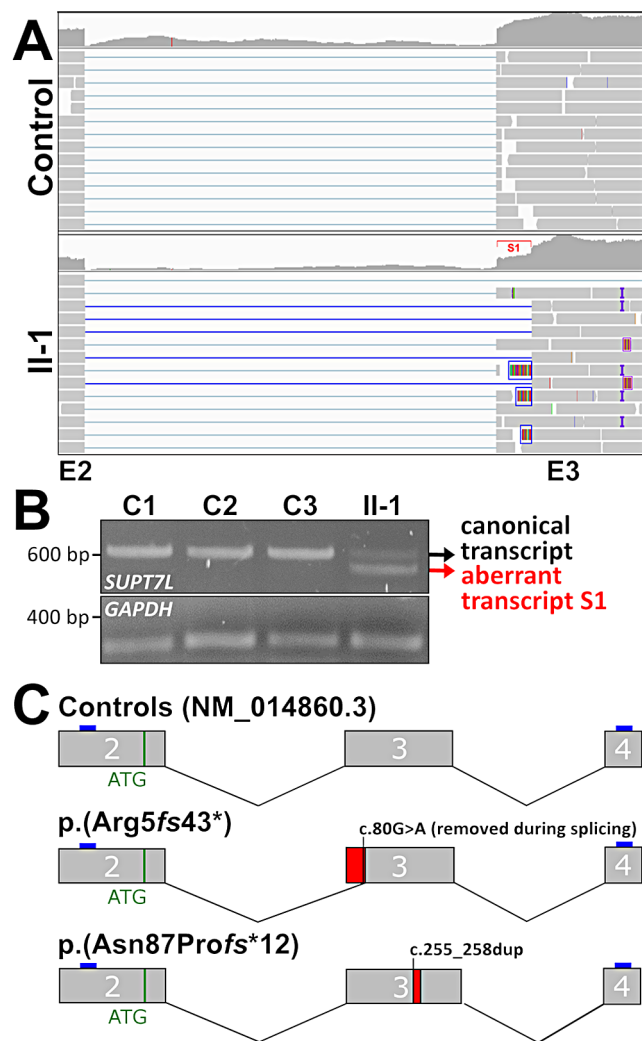 A
Control
S1
II-1
E2
E3
B
C1
C2
C3
II-1
600 bp
SUPT7L
canonical
transcript
aberrant
transcript S1
400 bp
GAPDH
C
Controls (NM_014860.3)
2
3
4
ATG
p.(Arg5fs43*)
c.80G>A (removed during splicing)
2
3
4
ATG
p.(Asn87Profs*12)
c.255_258dup
2
3
4
ATG